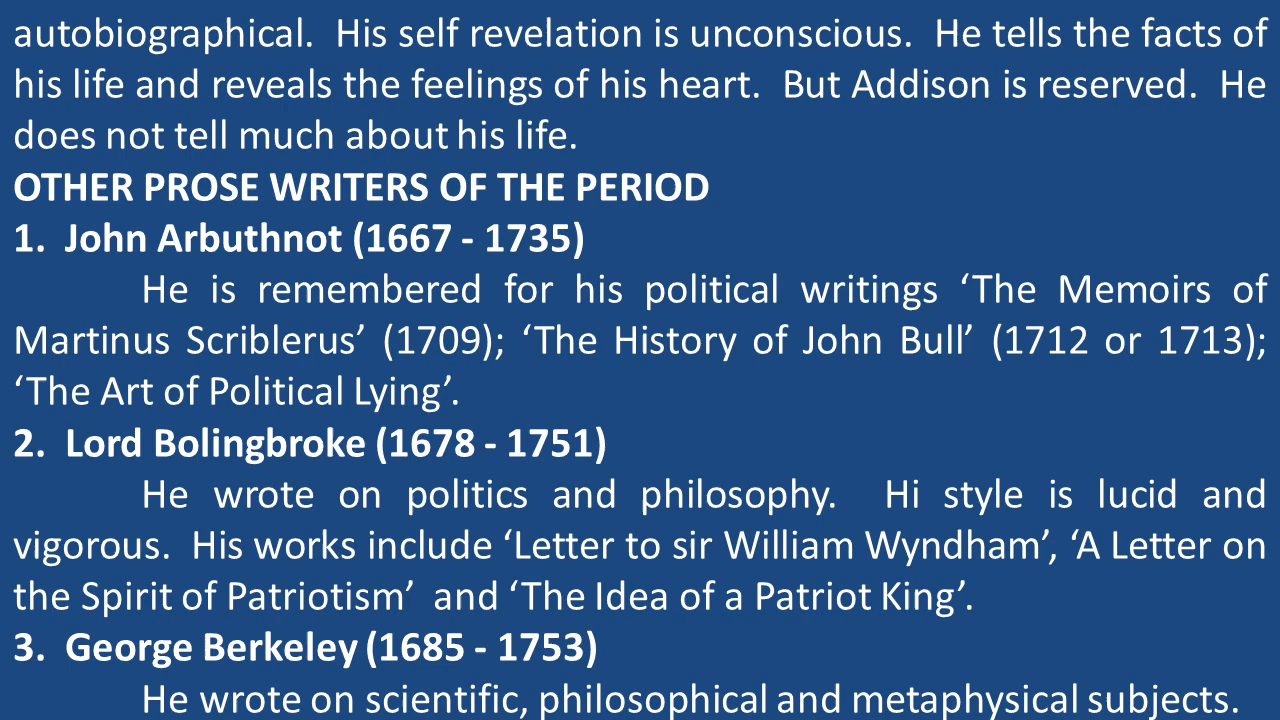 autobiographical.  His self revelation is unconscious.  He tells the facts of
his life and reveals the feelings of his heart.  But Addison is reserved.  He
does not tell much about his life.
OTHER PROSE WRITERS OF THE PERIOD
1.  John Arbuthnot (1667 - 1735)
He is remembered for his political writings ‘The Memoirs of
Martinus Scriblerus’ (1709); ‘The History of John Bull’ (1712 or 1713);
‘The Art of Political Lying’.
2.  Lord Bolingbroke (1678 - 1751)
He wrote on politics and philosophy.  Hi style is lucid and
vigorous.  His works include ‘Letter to sir William Wyndham’, ‘A Letter on
the Spirit of Patriotism’  and ‘The Idea of a Patriot King’.
3.  George Berkeley (1685 - 1753)
He wrote on scientific, philosophical and metaphysical subjects.